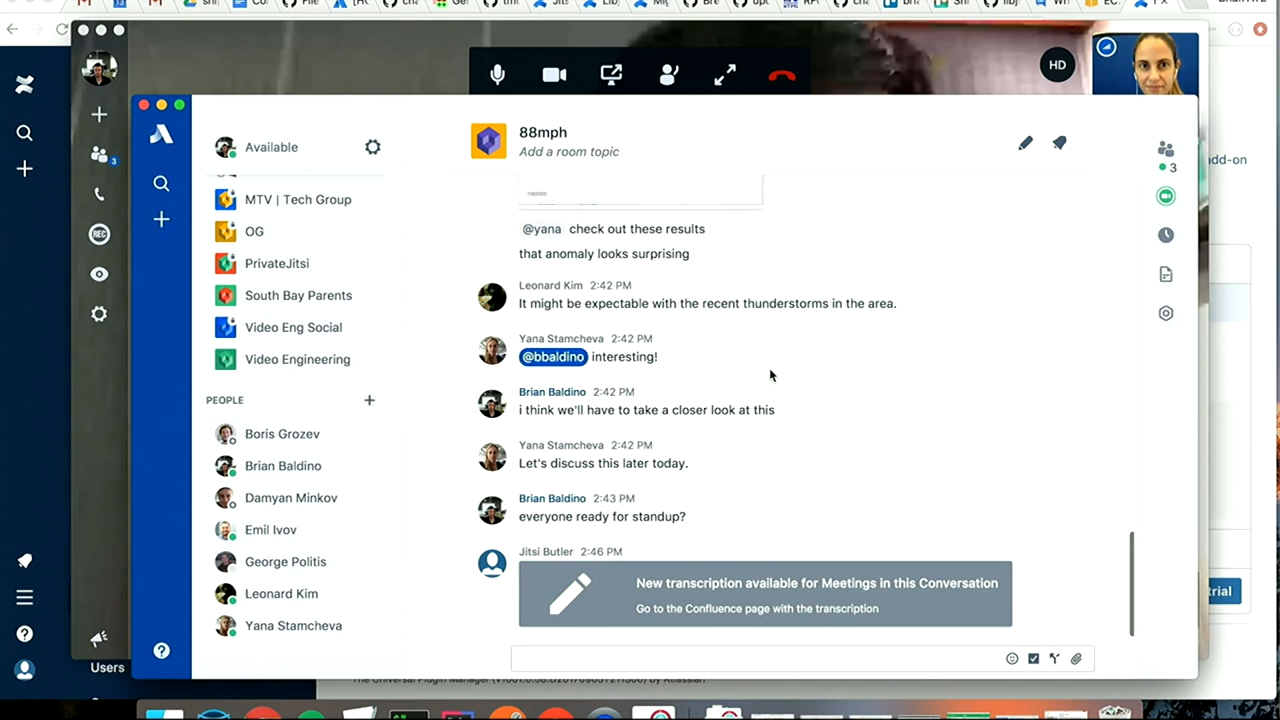 HD
Available
MTV | Tech Group
OG
PrivateJitsi
South Bay Parents
Video Eng Social
Video Engineering
PEOPLE
Boris Grozev
Brian Baldino
Damyan Minkov
Emil Ivov
George Politis
Leonard Kim
Yana Stamcheva
REC
3
Users
88mph
Add a room topic
@yana check out these results
that anomaly looks surprising
Leonard Kim 2:42 PM
It might be expectable with the recent thunderstorms in the area.
Yana Stamcheva 2:42 PM
@bbaldino interesting!
Brian Baldino 2:42 PM
i think we'll have to take a closer look at this
Yana Stamcheva 2:42 PM
Let's discuss this later today.
Brian Baldino 2:43 PM
everyone ready for standup?
Jitsi Butler 2:46 PM
New transcription available for Meetings in this Conversation
Go to the Confluence page with the transcription
3
add-on
trial